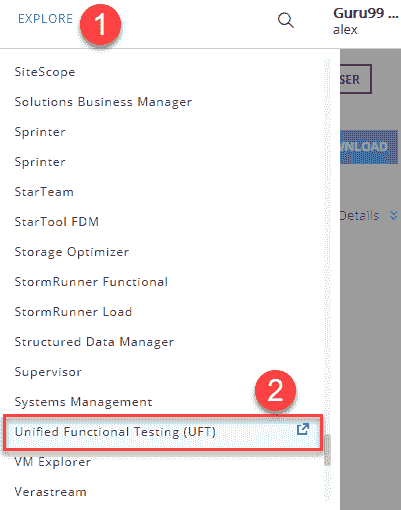 EXPLORE
1
Guru99 ...
alex
SER
WNLOAD
Details
SiteScope
Solutions Business Manager
Sprinter
Sprinter
StarTeam
StarTool FDM
Storage Optimizer
StormRunner Functional
StormRunner Load
Structured Data Manager
Supervisor
Systems Management
2
Unified Functional Testing (UFT)
VM Explorer
Verastream